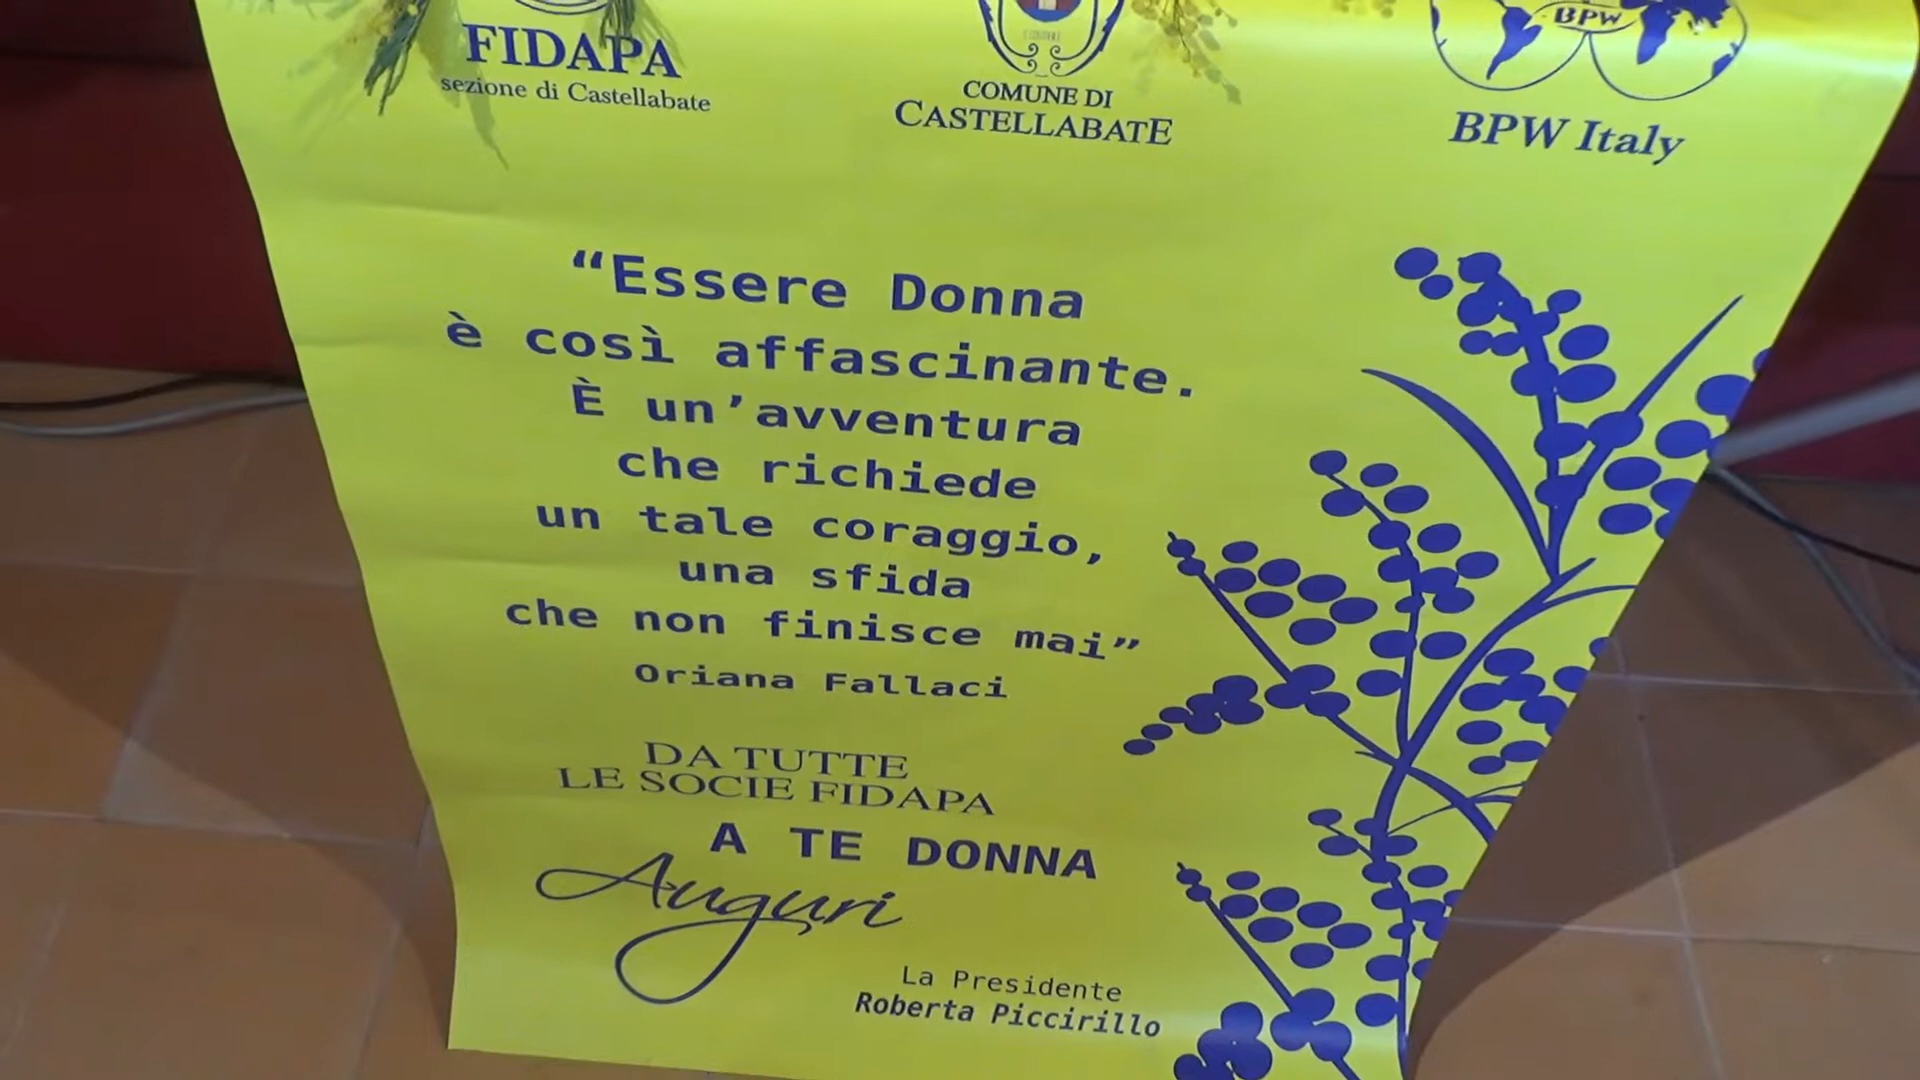 FIDAPA
sezione di Castellabate
COMUNE DI
CASTELLABATE
BPW
BPW Italy
“Essere Donna
è così affascinante.
È un’avventura
che richiede
un tale coraggio,
una sfida
che non finisce mai”
Oriana Fallaci
DA TUTTE
LE SOCIE FIDAPA
A TE DONNA
Auguri
La Presidente
Roberta Piccirillo